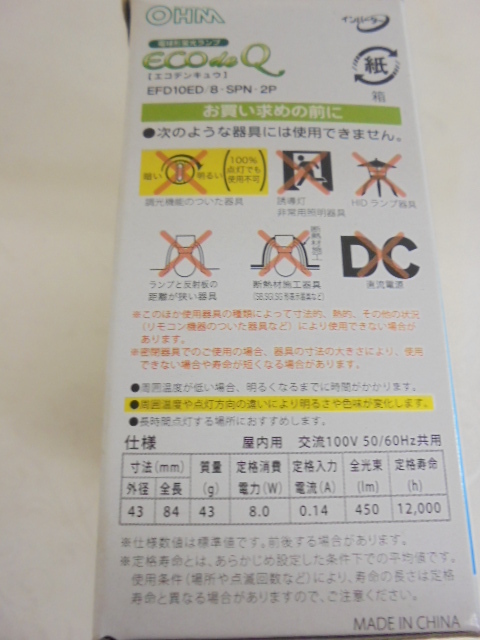 OHM
インバーター
電球形蛍光ランプ
ECOdeQ
[エコデンキュウ]
紙
箱
EFD10ED/8-SPN-2P
お買い求めの前に
●次のような器具には使用できません。
暗い 明るい (100%点灯でも使用不可)
調光機能のついた器具
誘導灯
非常用照明器具
HIDランプ器具
ランプと反射板の
距離が狭い器具
断熱材施工
断熱材施工器具
(SB,SGI,SG形表示器具など)
DC
直流電源
※このほか使用器具の種類によって寸法的、熱的、その他の状況
(リモコン機器のついた器具など)により使用できない場合が
あります。
※密閉器具でのご使用の場合、器具の寸法の大きさにより、使用
できない場合や寿命が短くなる場合があります。
●周囲温度が低い場合、明るくなるまでに時間がかかります。
●周囲温度や点灯方向の違いにより明るさや色味が変化します。
●長時間点灯する場所におすすめします。
仕様 屋内用 交流100V 50/60Hz共用
寸法(mm) 質量 定格消費 定格入力 全光束 定格寿命
外径 全長 (g) 電力(W) 電流(A) (lm) (h)
43 84 43 8.0 0.14 450 12,000
※仕様数値は標準値です。前後する場合があります。
※定格寿命とは、あらかじめ設定した条件下での平均値です。
使用条件(場所や点滅回数など)により、寿命の長さは定格
寿命と異なる場合がありますので、ご注意ください。
MADE IN CHINA